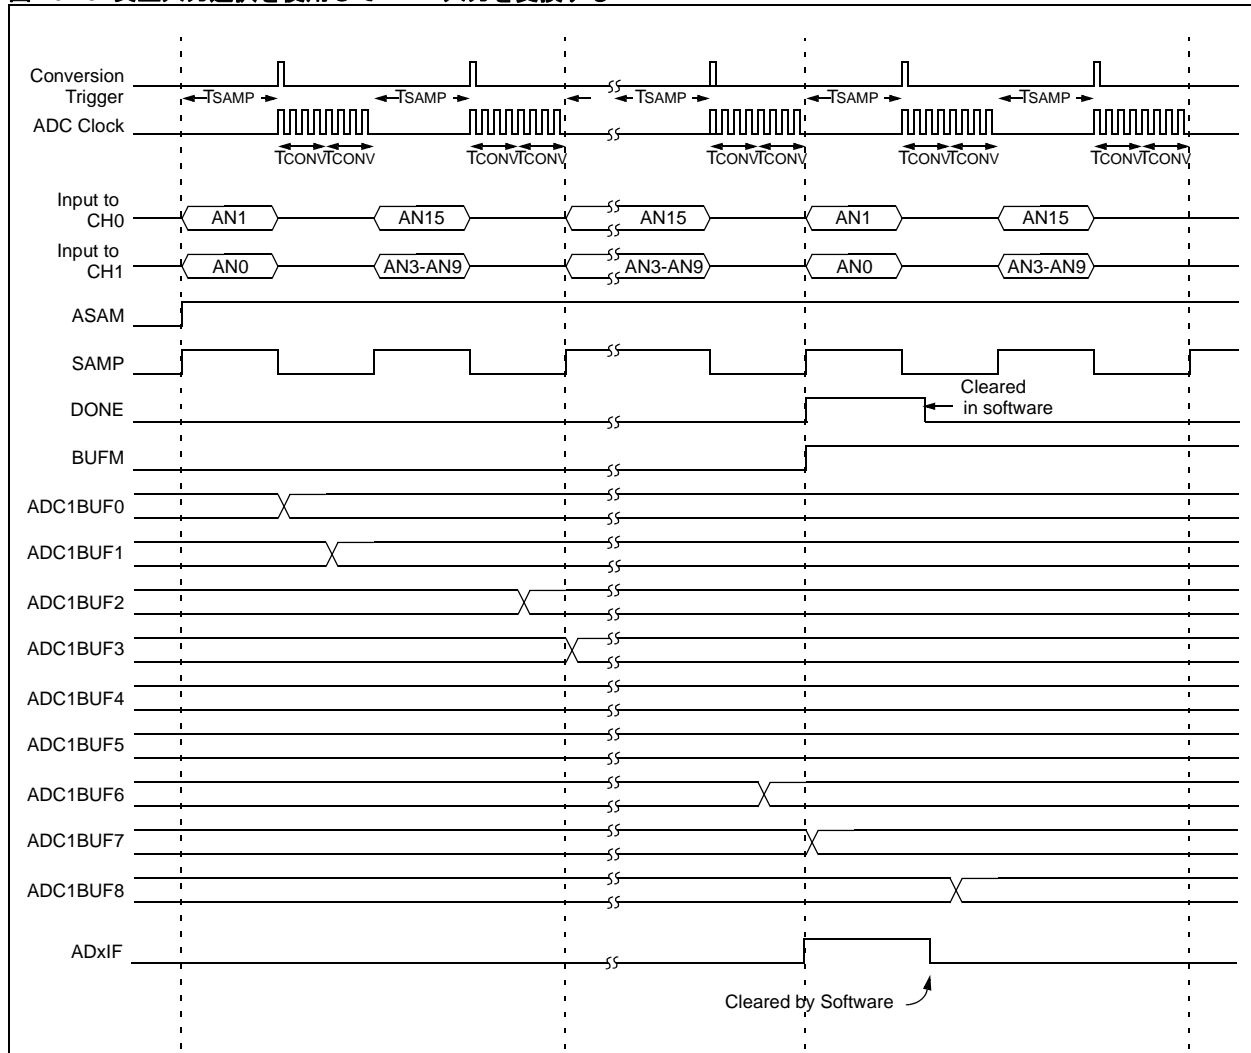 Conversion
Trigger
TSAMP TSAMP TSAMP TSAMP TSAMP
ADC Clock
TCONV TCONV TCONV TCONV TCONV TCONV TCONV TCONV TCONV TCONV
Input to
CH0
AN1 AN15 AN15 AN1 AN15
Input to
CH1
AN0 AN3-AN9 AN3-AN9 AN0 AN3-AN9
ASAM
SAMP
DONE
Cleared
in software
BUFM
ADC1BUF0
ADC1BUF1
ADC1BUF2
ADC1BUF3
ADC1BUF4
ADC1BUF5
ADC1BUF6
ADC1BUF7
ADC1BUF8
ADxIF
Cleared by Software